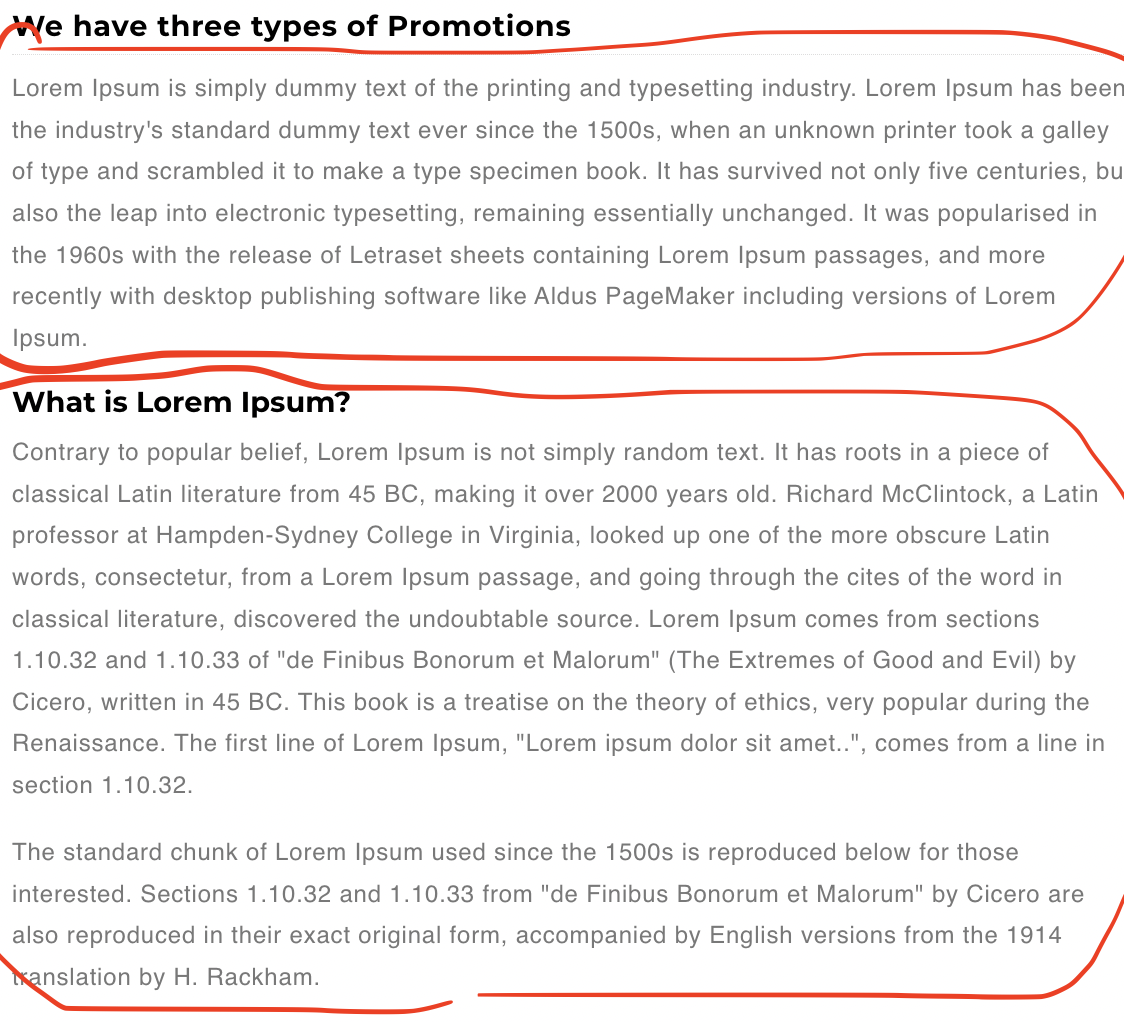 We have three types of Promotions
Lorem Ipsum is simply dummy text of the printing and typesetting industry. Lorem Ipsum has been
the industry's standard dummy text ever since the 1500s, when an unknown printer took a galley
of type and scrambled it to make a type specimen book. It has survived not only five centuries, bu
also the leap into electronic typesetting, remaining essentially unchanged. It was popularised in
the 1960s with the release of Letraset sheets containing Lorem Ipsum passages, and more
recently with desktop publishing software like Aldus PageMaker including versions of Lorem
Ipsum.
What is Lorem Ipsum?
Contrary to popular belief, Lorem Ipsum is not simply random text. It has roots in a piece of
classical Latin literature from 45 BC, making it over 2000 years old. Richard McClintock, a Latin
professor at Hampden-Sydney College in Virginia, looked up one of the more obscure Latin
words, consectetur, from a Lorem Ipsum passage, and going through the cites of the word in
classical literature, discovered the undoubtable source. Lorem Ipsum comes from sections
1.10.32 and 1.10.33 of "de Finibus Bonorum et Malorum" (The Extremes of Good and Evil) by
Cicero, written in 45 BC. This book is a treatise on the theory of ethics, very popular during the
Renaissance. The first line of Lorem Ipsum, "Lorem ipsum dolor sit amet..", comes from a line in
section 1.10.32.
The standard chunk of Lorem Ipsum used since the 1500s is reproduced below for those
interested. Sections 1.10.32 and 1.10.33 from "de Finibus Bonorum et Malorum" by Cicero are
also reproduced in their exact original form, accompanied by English versions from the 1914
translation by H. Rackham.